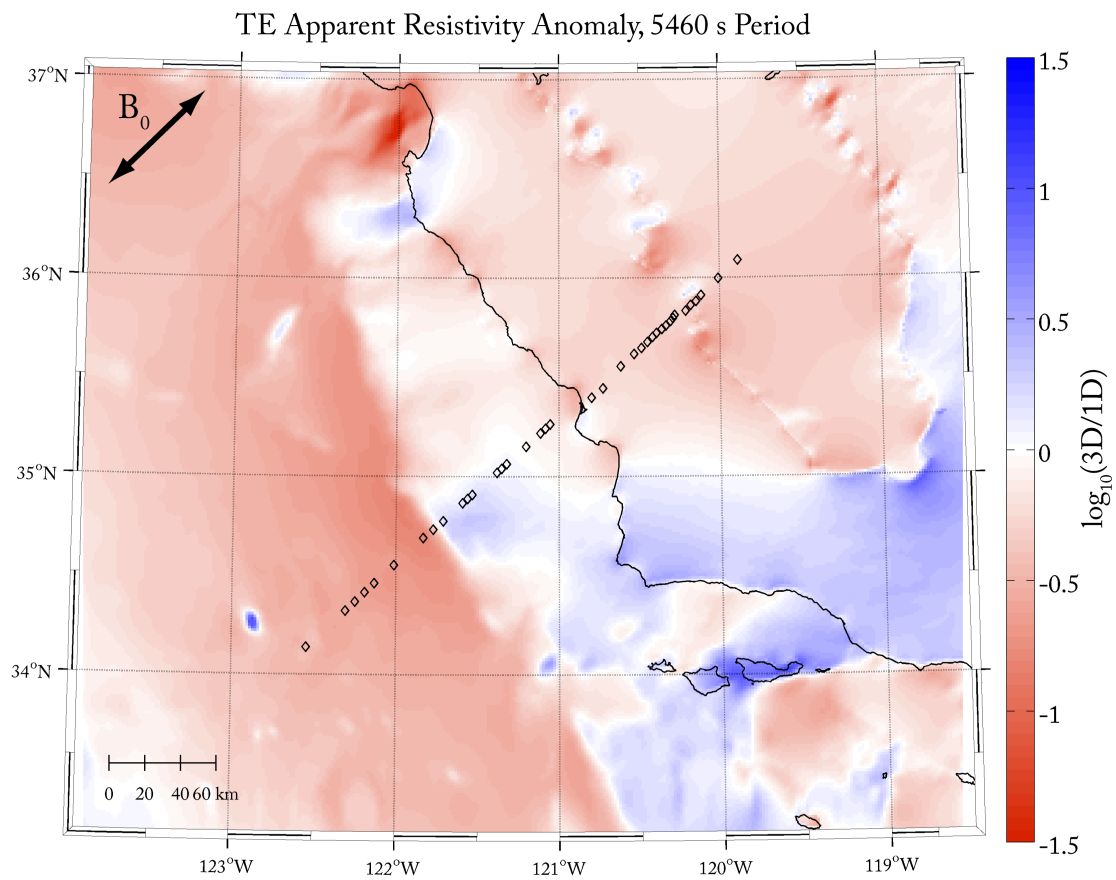 TE Apparent Resistivity Anomaly, 5460 s Period
37°N
36°N
35°N
34°N
B0
0 20 40 60 km
123°W 122°W 121°W 120°W 119°W
1.5
1
0.5
0
-0.5
-1
-1.5
log10(3D/1D)